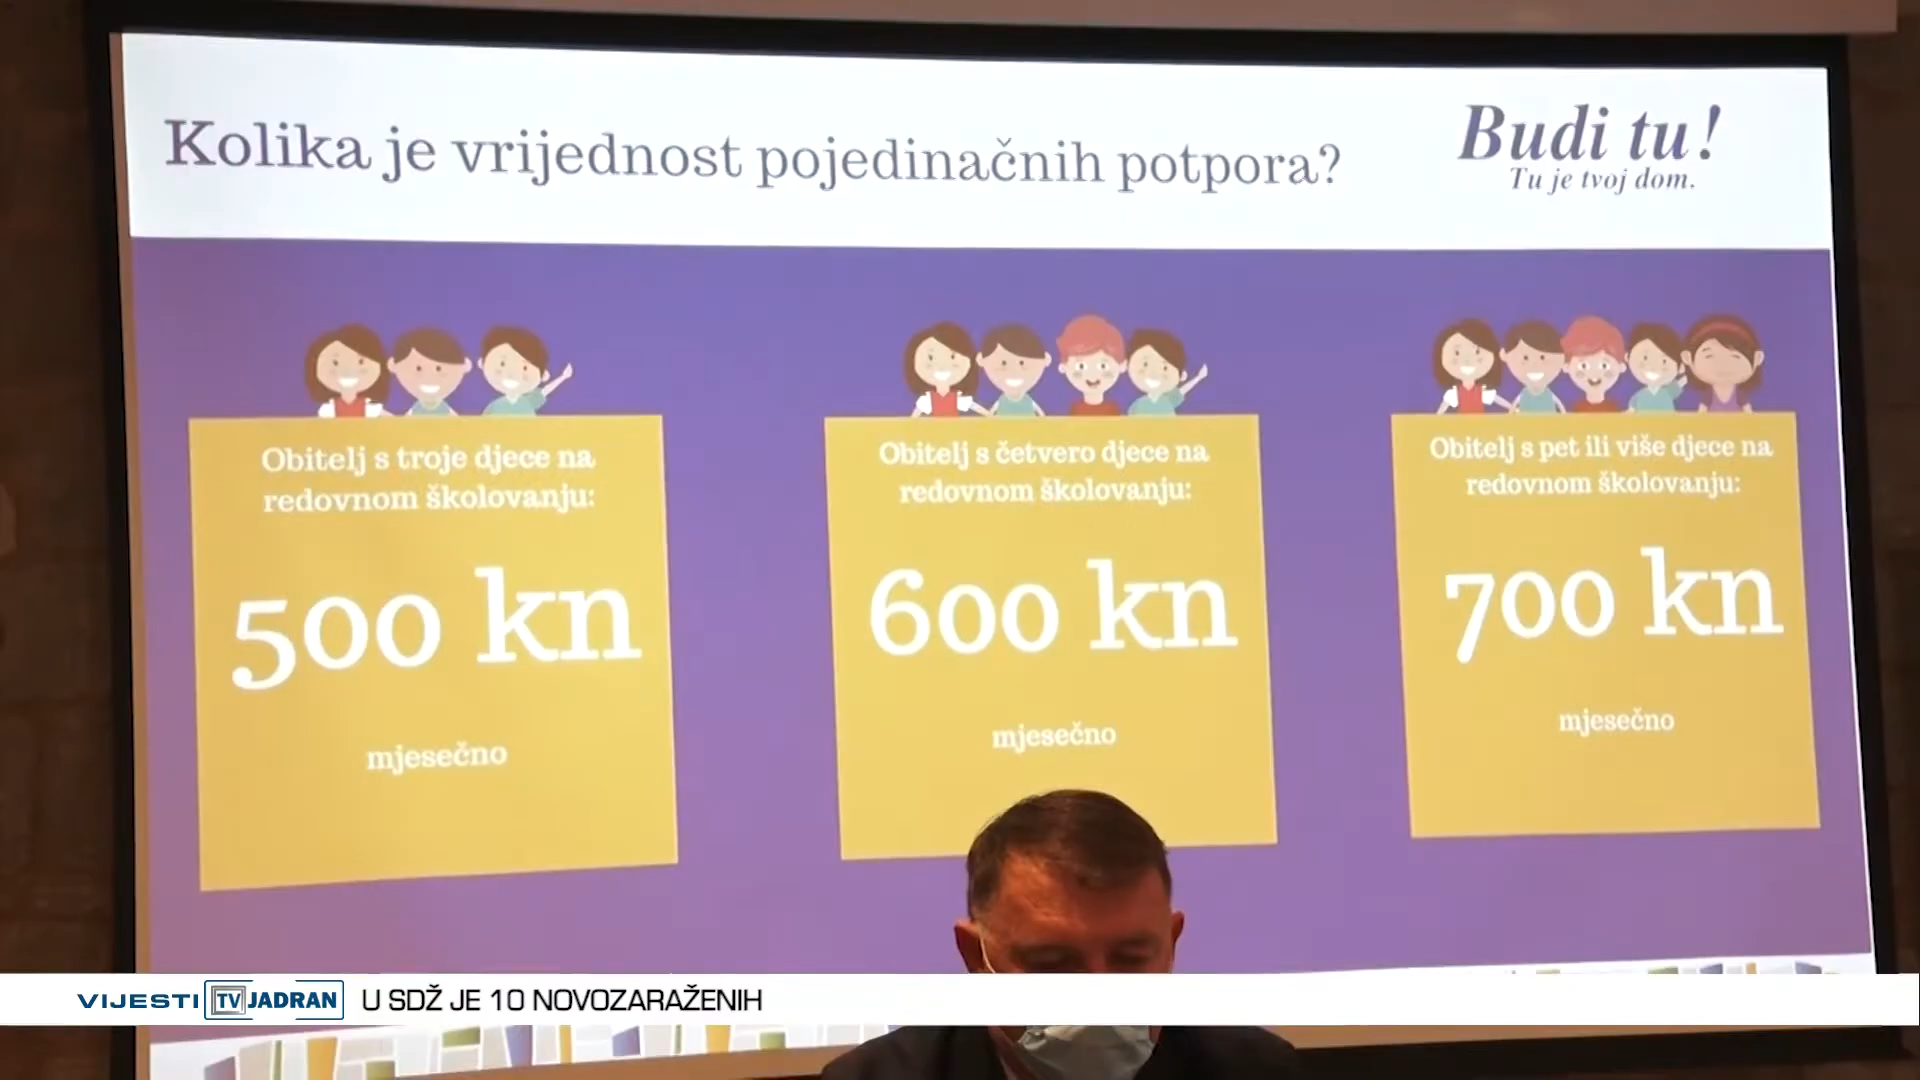 Kolika je vrijednost pojedinačnih potpora?
Budi tu!
Tu je tvoj dom.
Obitelj s troje djece na
redovnom školovanju:
500 kn
mjesečno
Obitelj s četvero djece na
redovnom školovanju:
600 kn
mjesečno
Obitelj s pet ili više djece na
redovnom školovanju:
700 kn
mjesečno
VIJESTI TV JADRAN U SDŽ JE 10 NOVOZARAŽENIH